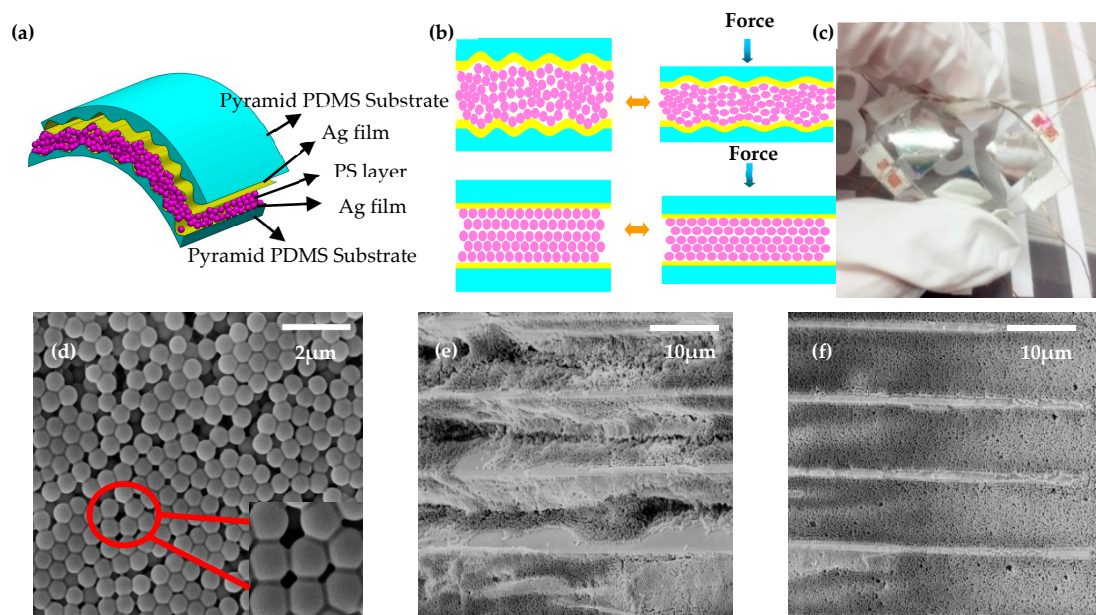 (a)
Pyramid PDMS Substrate
Ag film
PS layer
Ag film
Pyramid PDMS Substrate
(b)
Force
Force
(c)
(d)
2μm
(e)
10μm
(f)
10μm